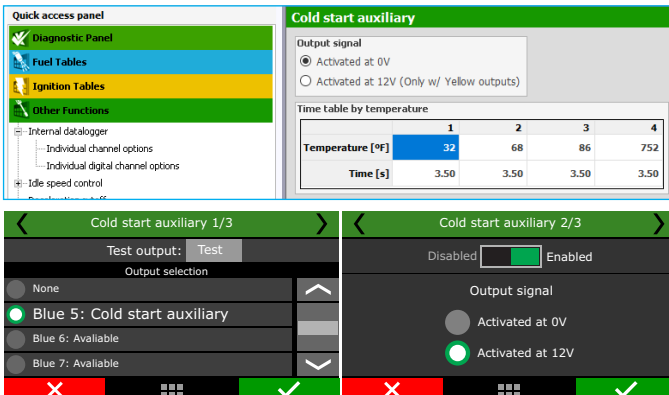 Quick access panel
Diagnostic Panel
Fuel Tables
Ignition Tables
Other Functions
Internal datalogger
Individual channel options
Individual digital channel options
Idle speed control
Cold start auxiliary
Output signal
Activated at 0V
Activated at 12V (Only w/ Yellow outputs)
Time table by temperature
1 2 3 4
Temperature [ºF] 32 68 86 752
Time [s] 3.50 3.50 3.50 3.50
Cold start auxiliary 1/3
Test output: Test
Output selection
None
Blue 5: Cold start auxiliary
Blue 6: Avaliable
Blue 7: Avaliable
Cold start auxiliary 2/3
Disabled Enabled
Output signal
Activated at 0V
Activated at 12V